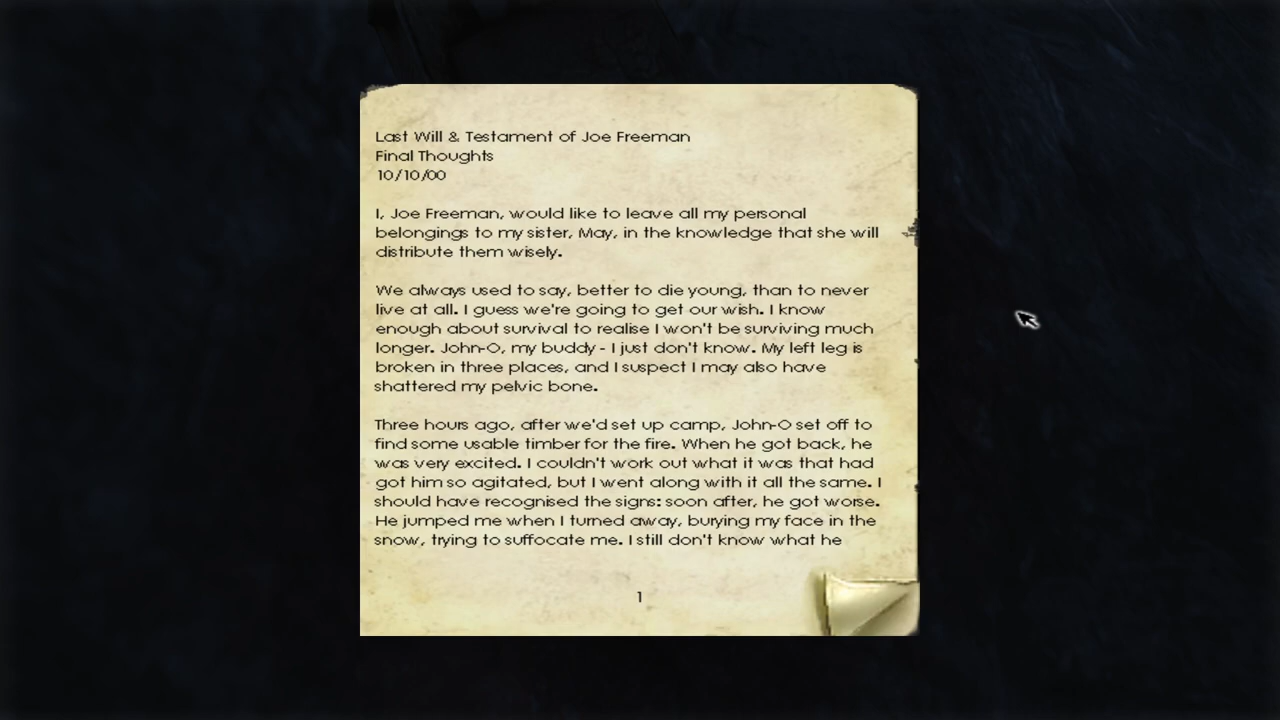 Last Will & Testament of Joe Freeman
Final Thoughts
10/10/00
I, Joe Freeman, would like to leave all my personal
belongings to my sister, May, in the knowledge that she will
distribute them wisely.
We always used to say, better to die young, than to never
live at all. I guess we're going to get our wish. I know
enough about survival to realise I won't be surviving much
longer. John-O, my buddy - I just don't know. My left leg is
broken in three places, and I suspect I may also have
shattered my pelvic bone.
Three hours ago, after we'd set up camp, John-O set off to
find some usable timber for the fire. When he got back, he
was very excited. I couldn't work out what it was that had
got him so agitated, but I went along with it all the same. I
should have recognised the signs: soon after, he got worse.
He jumped me when I turned away, burying my face in the
snow, trying to suffocate me. I still don't know what he
1